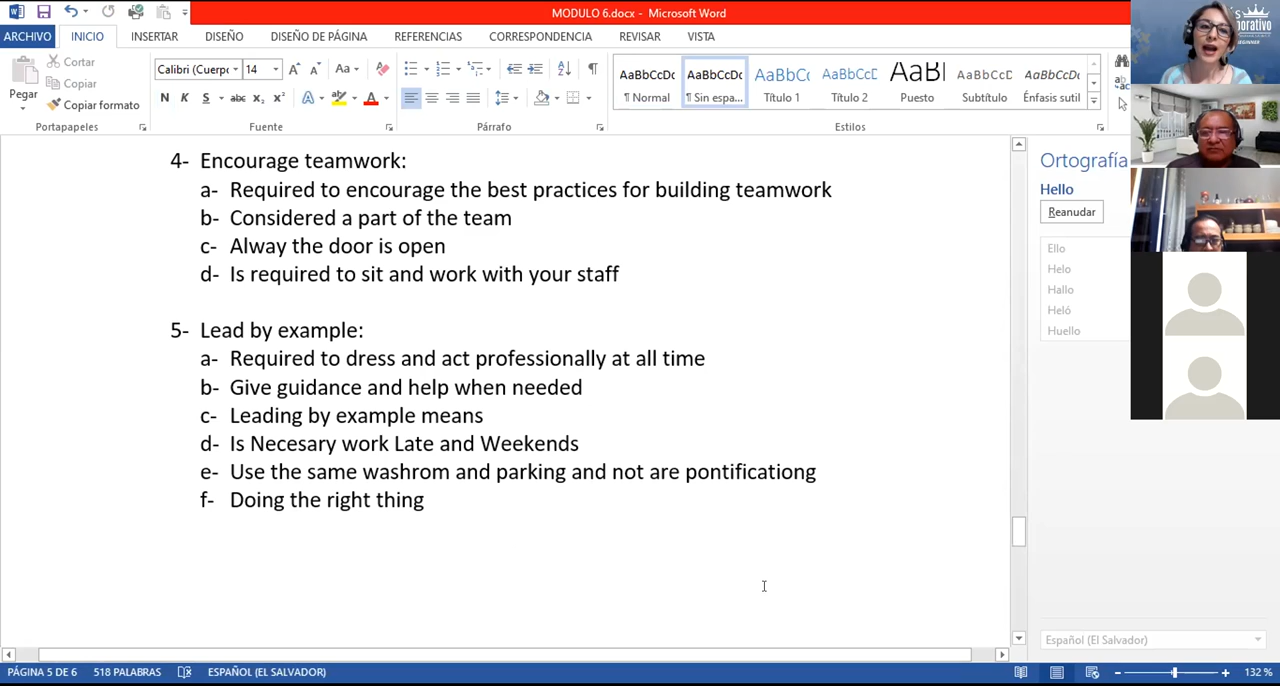 MODULO 6.docx - Microsoft Word
ARCHIVO INICIO INSERTAR DISEÑO DISEÑO DE PÁGINA REFERENCIAS CORRESPONDENCIA REVISAR VISTA
Pegar
Cortar
Copiar
Copiar formato
Portapapeles
Calibri (Cuerp 14
Aa
N K S abc x₂ x² A A
Fuente
Párrafo
AaBbCcDc AaBbCcDc AaBbCc AaBbCcD AaBl AaBbCcD AaBbCcDc
¶ Normal ¶ Sin espa... Título 1 Título 2 Puesto Subtítulo Énfasis sutil
Estilos
BEGINNER
4- Encourage teamwork:
a- Required to encourage the best practices for building teamwork
b- Considered a part of the team
c- Alway the door is open
d- Is required to sit and work with your staff
5- Lead by example:
a- Required to dress and act professionally at all time
b- Give guidance and help when needed
c- Leading by example means
d- Is Necesary work Late and Weekends
e- Use the same washrom and parking and not are pontificationg
f- Doing the right thing
Ortografía
Hello
Reanudar
Ello
Helo
Hallo
Heló
Huello
Español (El Salvador)
PÁGINA 5 DE 6 518 PALABRAS ESPAÑOL (EL SALVADOR) 132 %